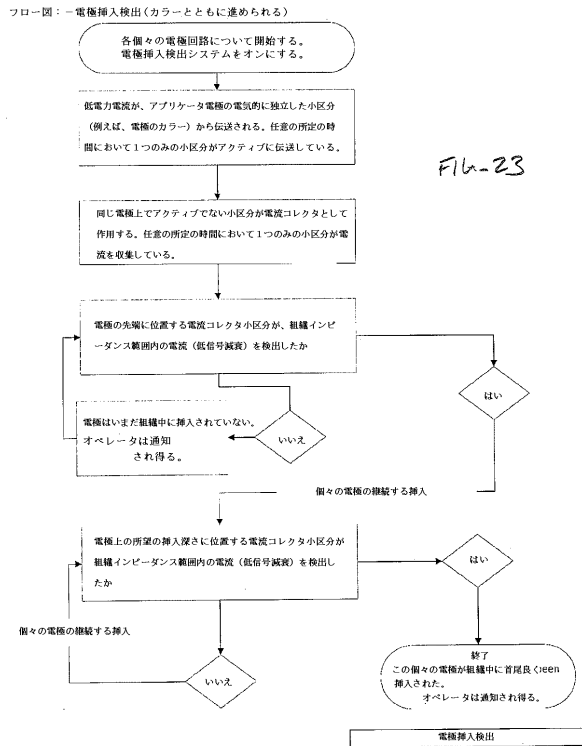 フロー図：－電極挿入検出（カラーとともに進められる）
各個々の電極回路について開始する。
電極挿入検出システムをオンにする。
低電力電流が、アプリケータ電極の電気的に独立した小区分
（例えば、電極のカラー）から伝送される。任意の所定の時
間において１つのみの小区分がアクティブに伝送している。
FIG-23
同じ電極上でアクティブでない小区分が電流コレクタとして
作用する。任意の所定の時間において１つのみの小区分が電
流を収集している。
電極の先端に位置する電流コレクタ小区分が、組織インピ
ーダンス範囲内の電流（低信号減衰）を検出したか
はい
電極はいまだ組織中に挿入されていない。
オペレータは通知
され得る。
いいえ
個々の電極の継続する挿入
電極上の所望の挿入深さに位置する電流コレクタ小区分が
組織インピーダンス範囲内の電流（低信号減衰）を検出し
たか
はい
個々の電極の継続する挿入
いいえ
終了
この個々の電極が組織中に首尾良くbeen
挿入された。
オペレータは通知され得る。
電極挿入検出